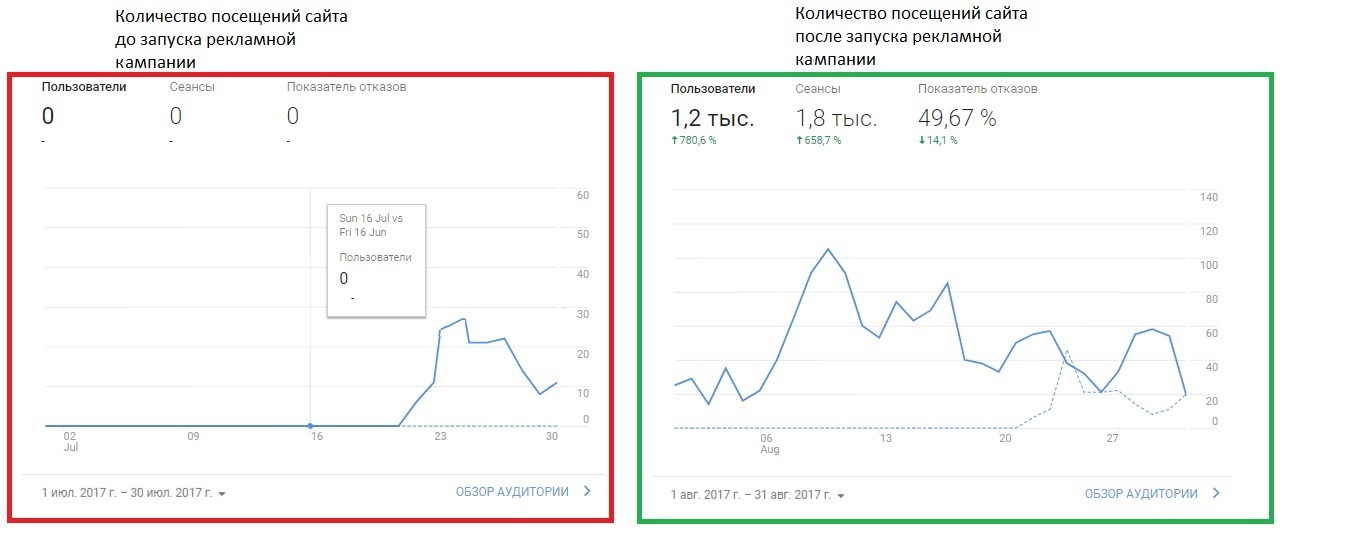 Количество посещений сайта
до запуска рекламной
кампании
Пользователи Сеансы Показатель отказов
0 0 0
- - -
60
50
40
30
20
10
0
Sun 16 Jul vs
Fri 16 Jun
Пользователи
0
-
02 09 16 23 30
Jul
1 июл. 2017 г. – 30 июл. 2017 г.
ОБЗОР АУДИТОРИИ
Количество посещений сайта
после запуска рекламной
кампании
Пользователи Сеансы Показатель отказов
1,2 тыс. 1,8 тыс. 49,67 %
↑780,6 % ↑658,7 % ↓14,1 %
140
120
100
80
60
40
20
0
06 13 20 27
Aug
1 авг. 2017 г. – 31 авг. 2017 г.
ОБЗОР АУДИТОРИИ